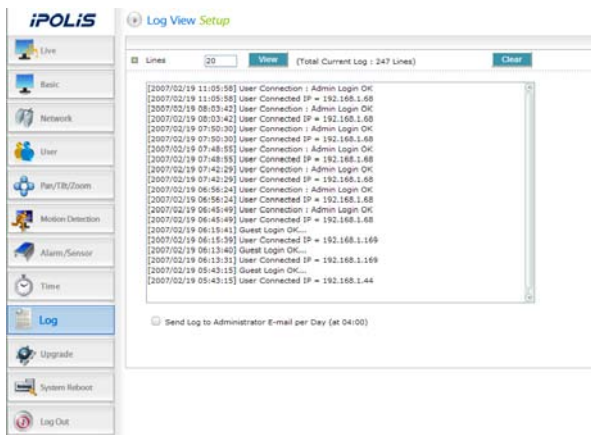 iPOLiS
Log View Setup
Live
Basic
Network
User
Pan/Tilt/Zoom
Motion Detection
Alarm/Sensor
Time
Log
Upgrade
System Reboot
Log Out
Lines 20 View (Total Current Log : 247 Lines) Clear
[2007/02/19 11:05:58] User Connection : Admin Login OK
[2007/02/19 11:05:58] User Connected IP = 192.168.1.68
[2007/02/19 08:03:42] User Connection : Admin Login OK
[2007/02/19 08:03:42] User Connected IP = 192.168.1.68
[2007/02/19 07:50:30] User Connection : Admin Login OK
[2007/02/19 07:50:30] User Connected IP = 192.168.1.68
[2007/02/19 07:48:55] User Connection : Admin Login OK
[2007/02/19 07:48:55] User Connected IP = 192.168.1.68
[2007/02/19 07:42:29] User Connection : Admin Login OK
[2007/02/19 07:42:29] User Connected IP = 192.168.1.68
[2007/02/19 06:56:24] User Connection : Admin Login OK
[2007/02/19 06:56:24] User Connected IP = 192.168.1.68
[2007/02/19 06:45:49] User Connection : Admin Login OK
[2007/02/19 06:45:49] User Connected IP = 192.168.1.68
[2007/02/19 06:15:41] Guest Login OK...
[2007/02/19 06:15:39] User Connected IP = 192.168.1.169
[2007/02/19 06:13:40] Guest Login OK...
[2007/02/19 06:13:31] User Connected IP = 192.168.1.169
[2007/02/19 05:43:15] Guest Login OK...
[2007/02/19 05:43:15] User Connected IP = 192.168.1.44
Send Log to Administrator E-mail per Day (at 04:00)